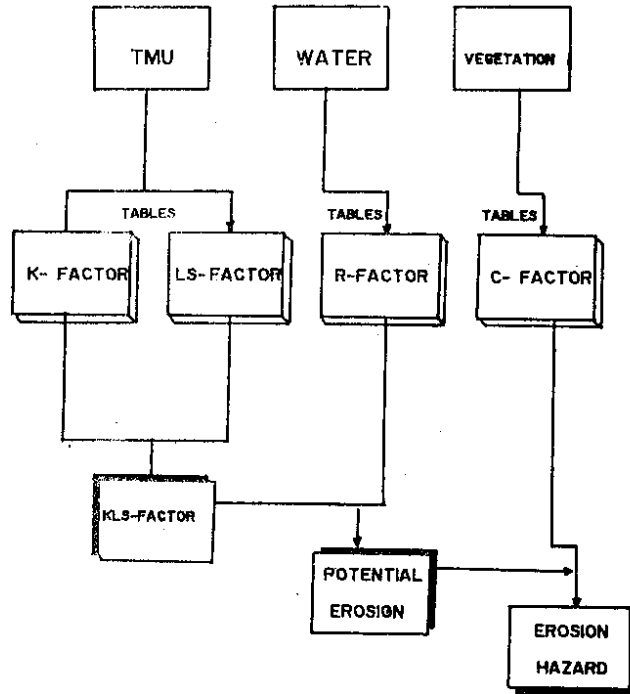 TMU
WATER
VEGETATION
TABLES
TABLES
TABLES
K- FACTOR
LS-FACTOR
R-FACTOR
C- FACTOR
KLS-FACTOR
POTENTIAL
EROSION
EROSION
HAZARD